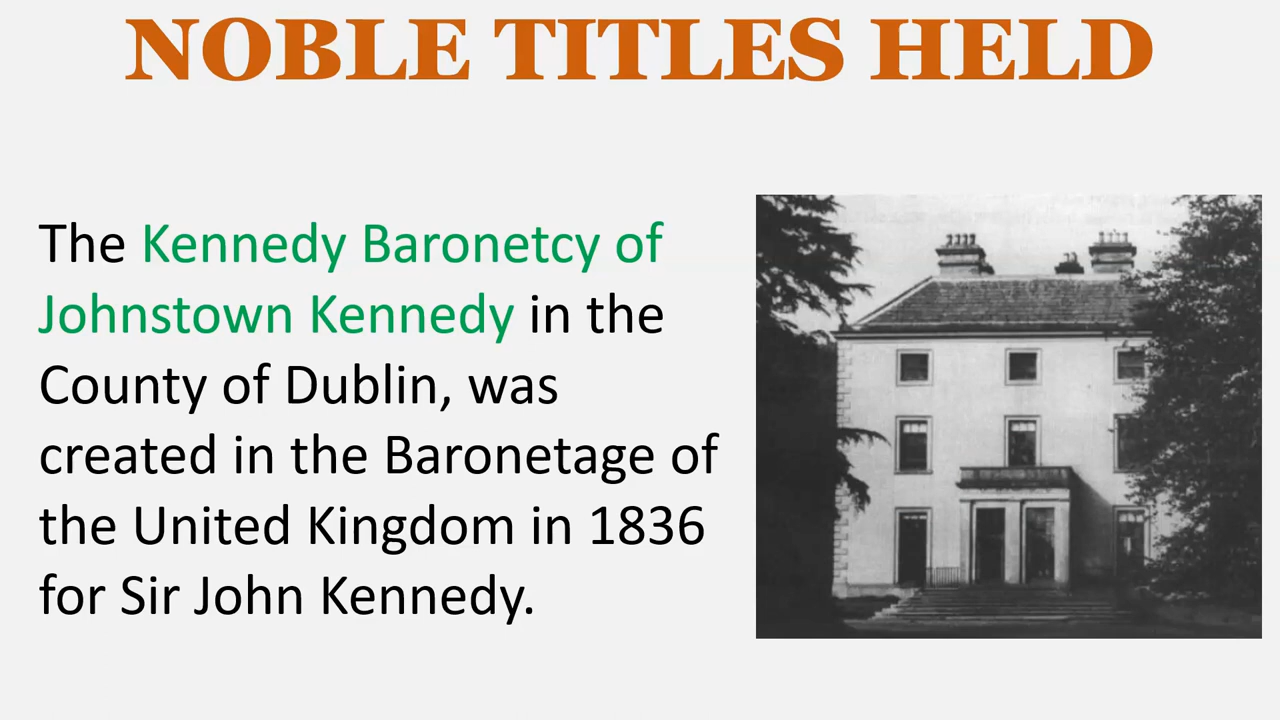 NOBLE TITLES HELD
The Kennedy Baronetcy of
Johnstown Kennedy in the
County of Dublin, was
created in the Baronetage of
the United Kingdom in 1836
for Sir John Kennedy.